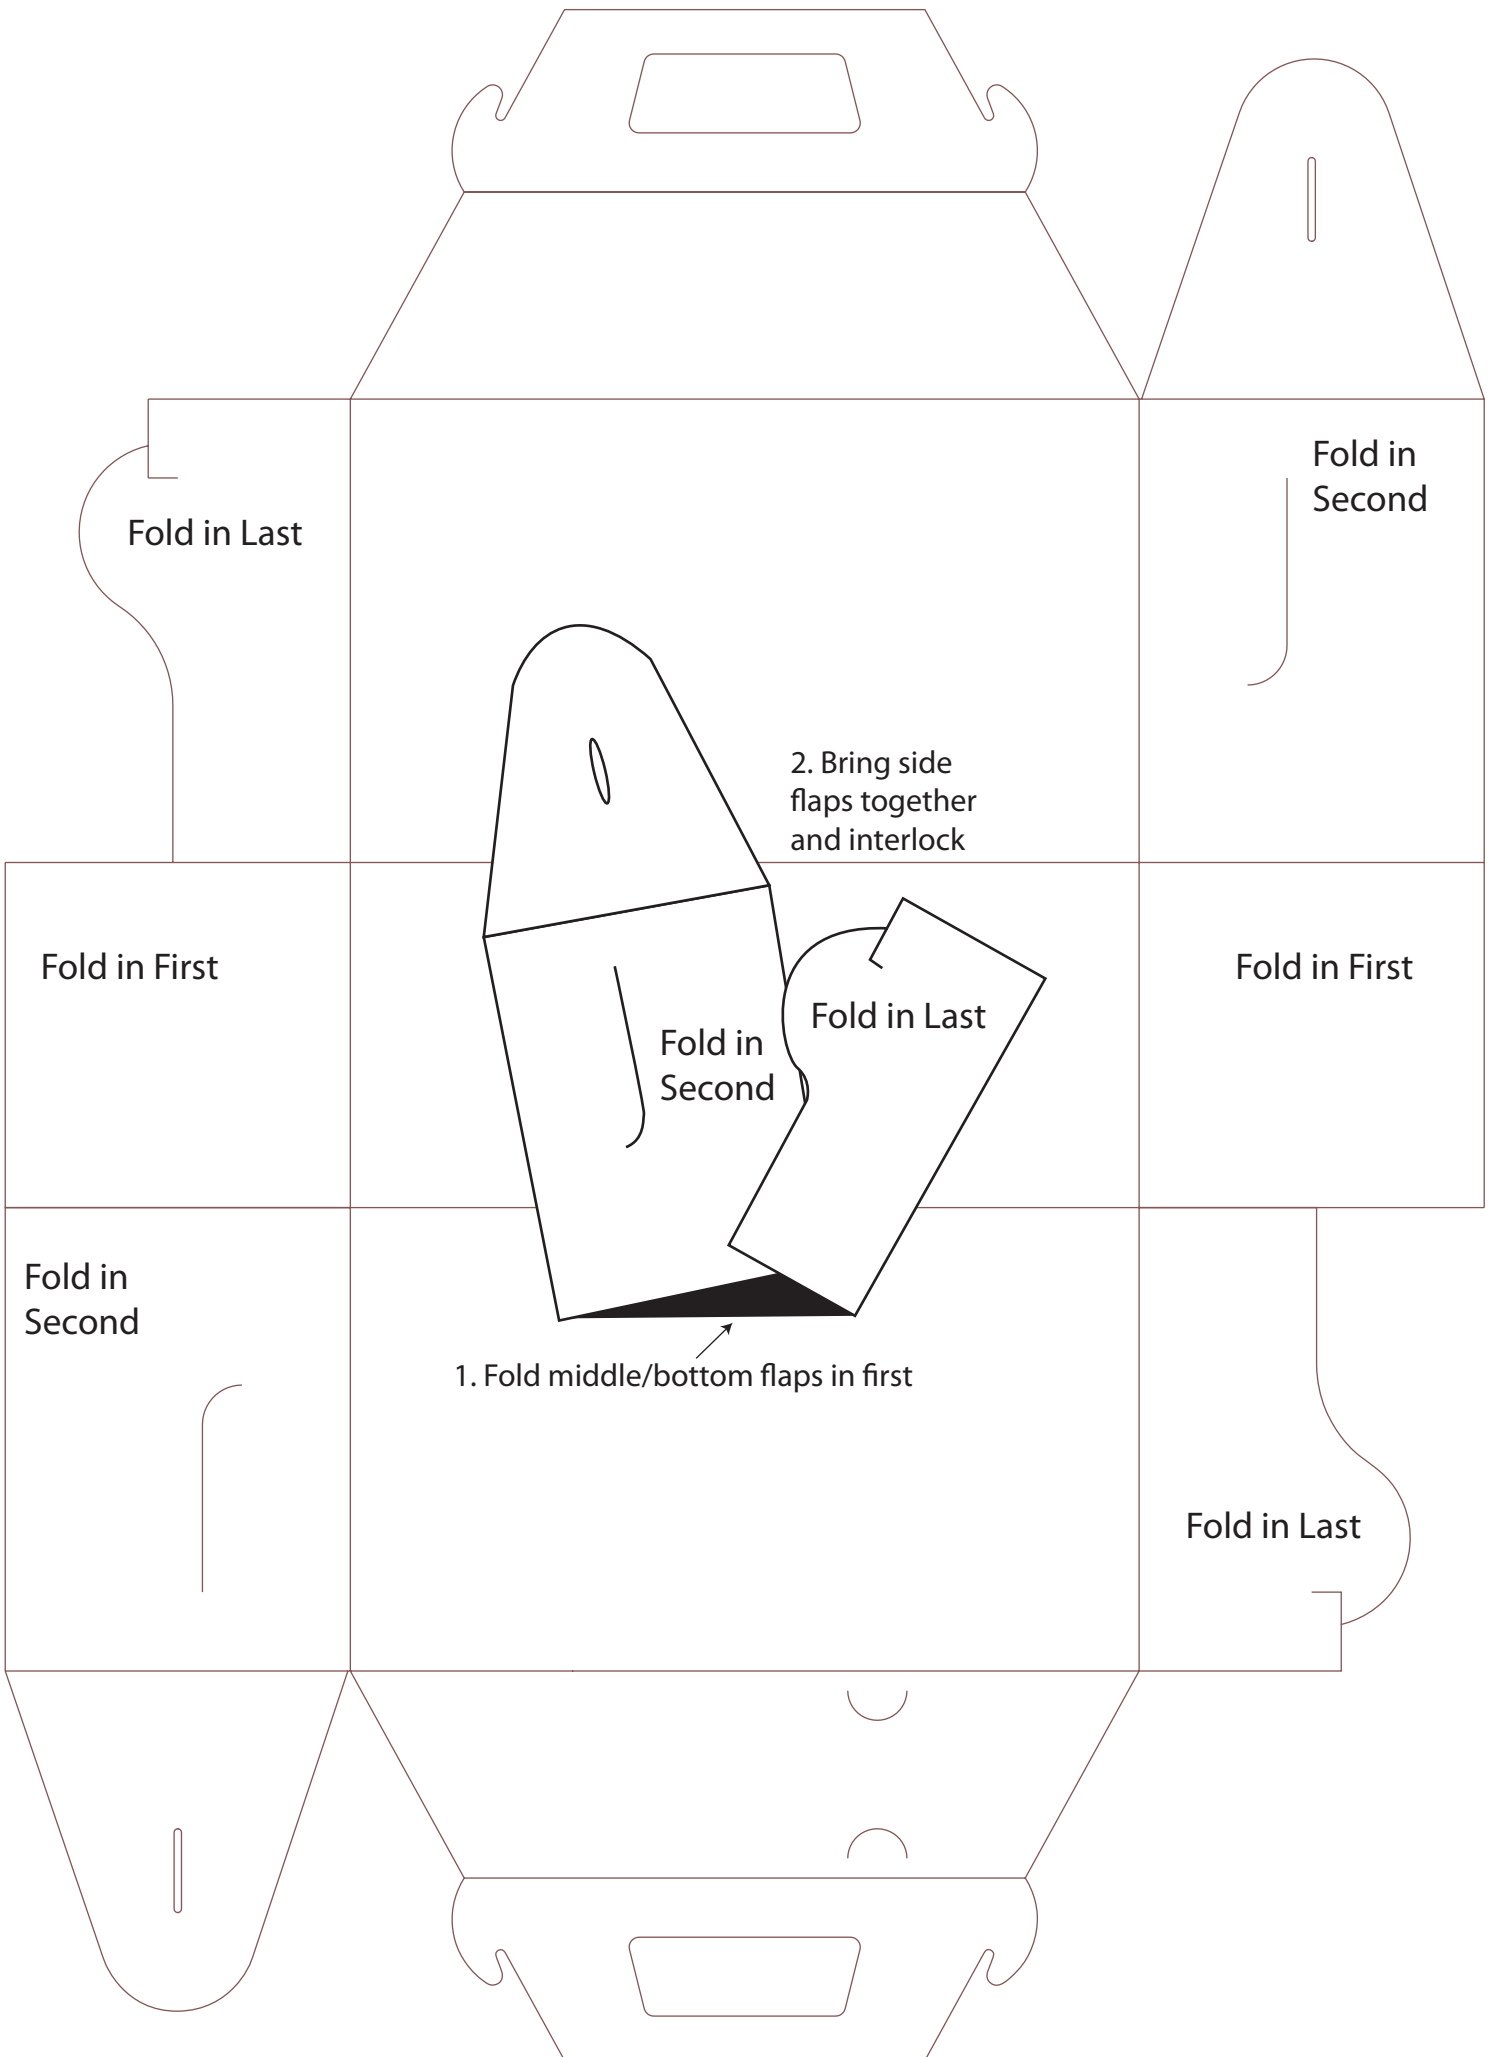 Fold in
Second
Fold in Last
2. Bring side
flaps together
and interlock
Fold in First
Fold in First
Fold in Last
Fold in
Second
Fold in
Second
1. Fold middle/bottom flaps in first
Fold in Last